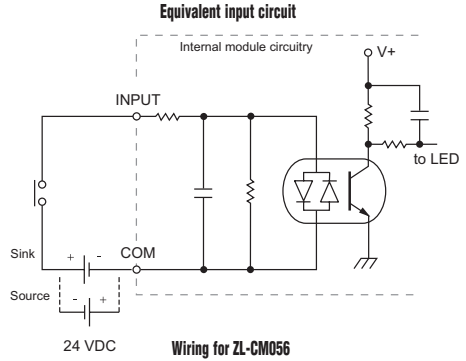 Equivalent input circuit
Internal module circuitry
V+
INPUT
to LED
Sink
+ -
COM
Source
- +
24 VDC
Wiring for ZL-CM056